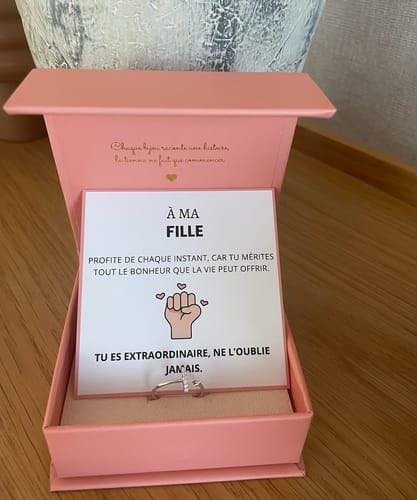 Chaque bijou raconte une histoire,
la tienne ne fait que commencer
À MA
FILLE
PROFITE DE CHAQUE INSTANT, CAR TU MÉRITES
TOUT LE BONHEUR QUE LA VIE PEUT OFFRIR.
TU ES EXTRAORDINAIRE, NE L'OUBLIE
JAMAIS.